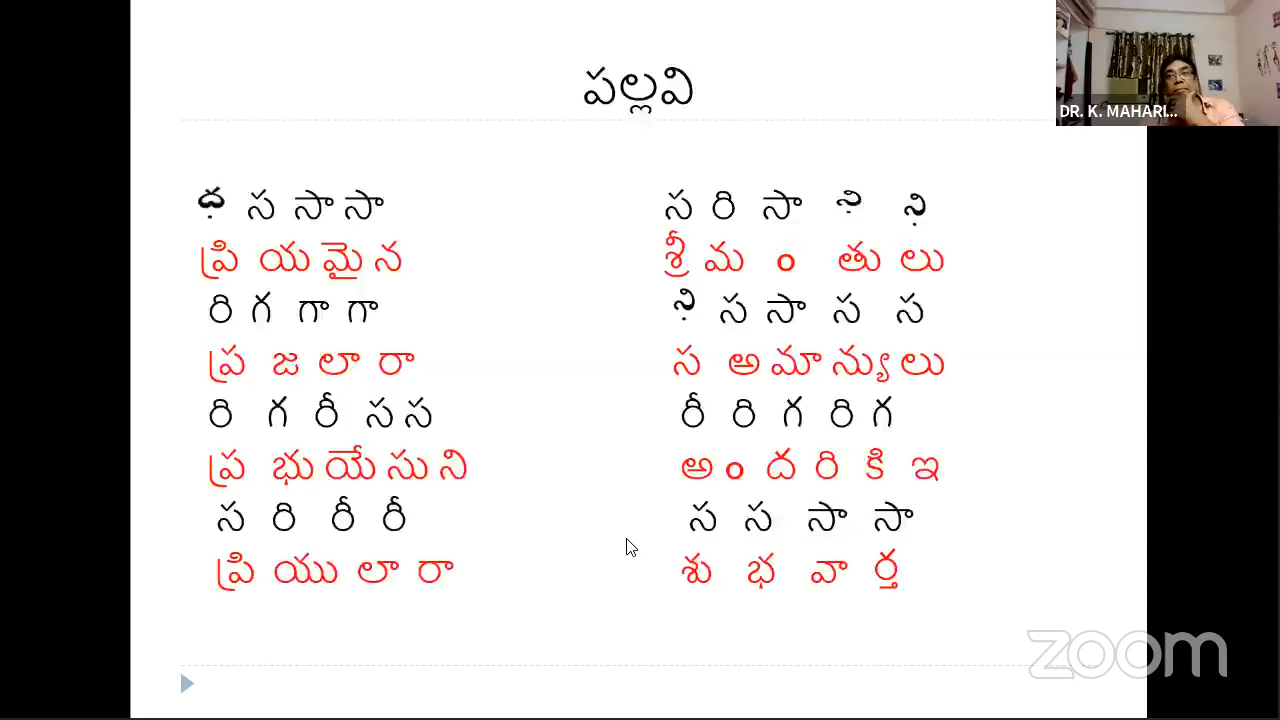 పల్లవి
DR. K. MAHARI...
ధ̣ స సా సా
ప్రి య మై న
రి గ గా గా
ప్ర జ లా రా
రి గ రీ స స
ప్ర భు యే సు ని
స రి రీ రీ
ప్రి యు లా రా
స రి సా ని̣ ని̣
శ్రీ మ ం తు లు
ని̣ స సా స స
స అ మా న్యు లు
రీ రి గ రి గ
అ ం ద రి కి ఇ
స స సా సా
శు భ వా ర్త
zoom